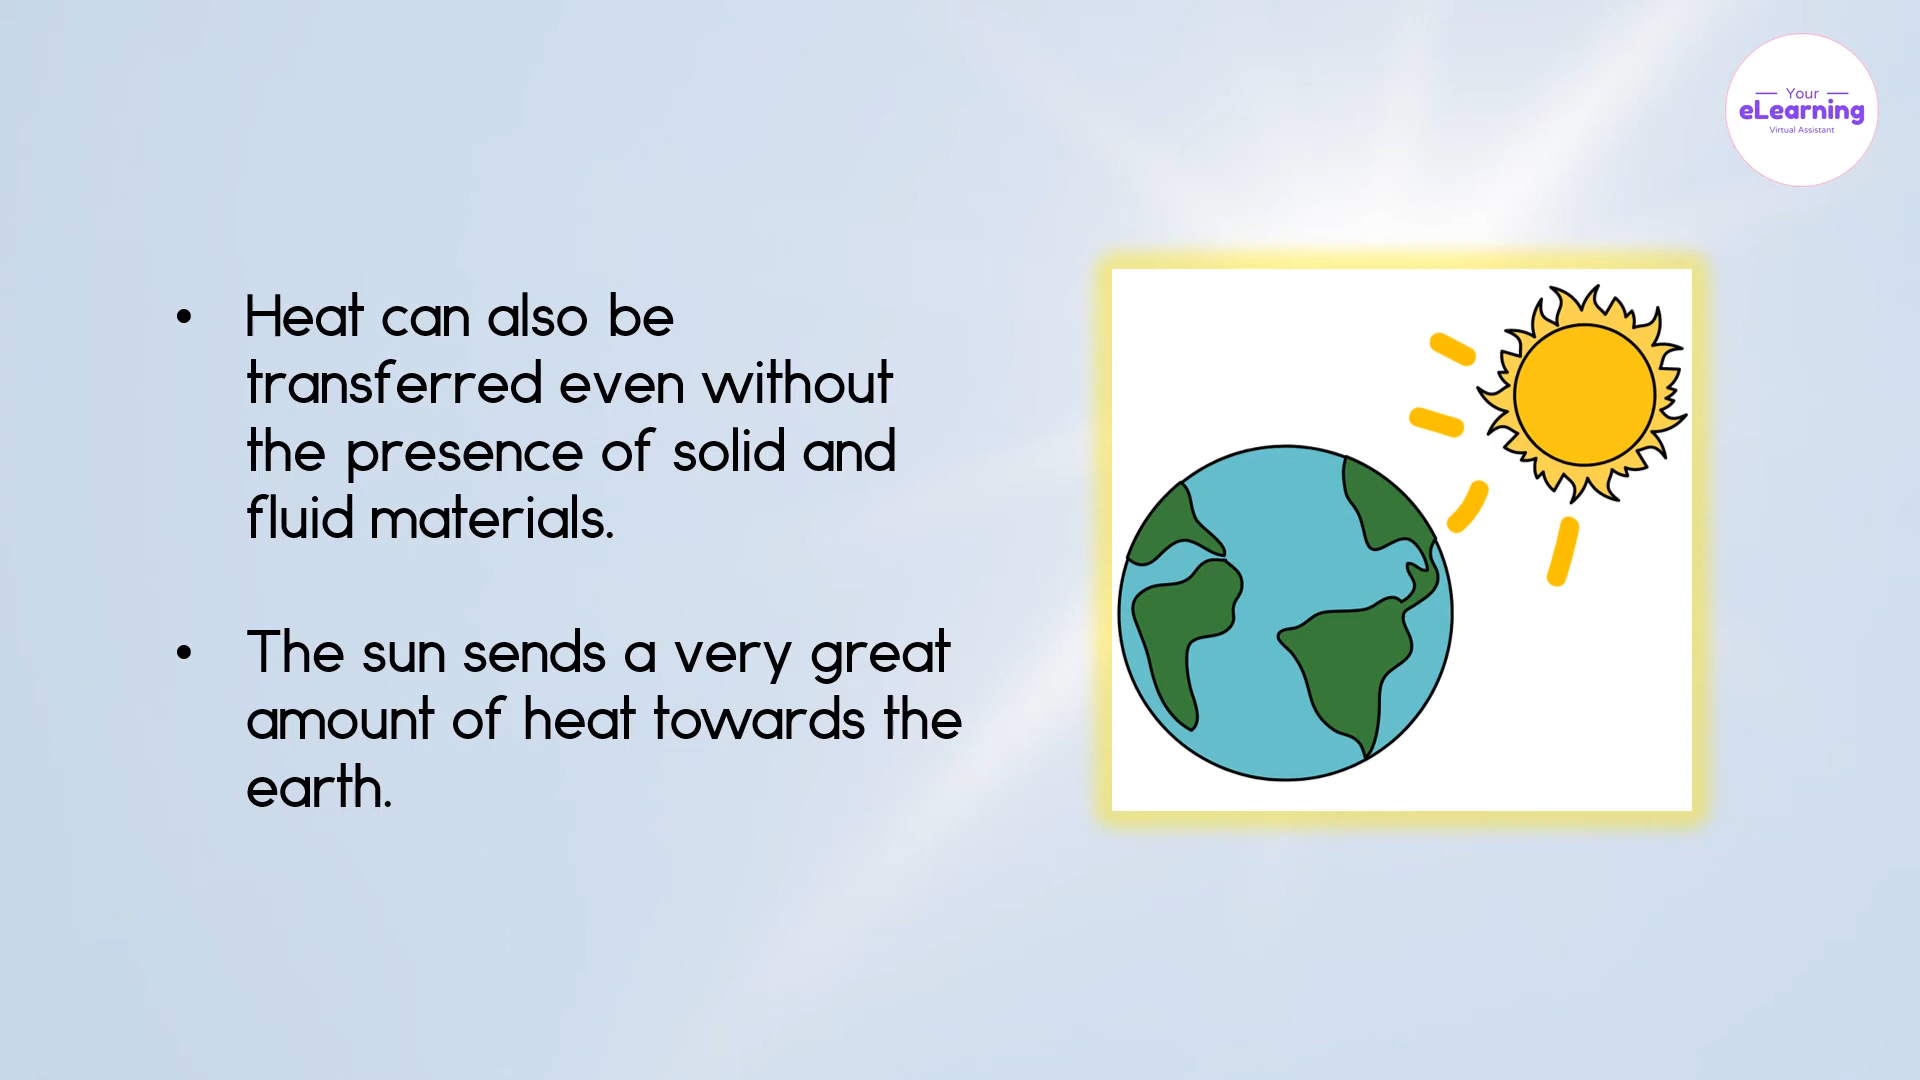 Your
eLearning
Virtual Assistant
• Heat can also be
transferred even without
the presence of solid and
fluid materials.
• The sun sends a very great
amount of heat towards the
earth.